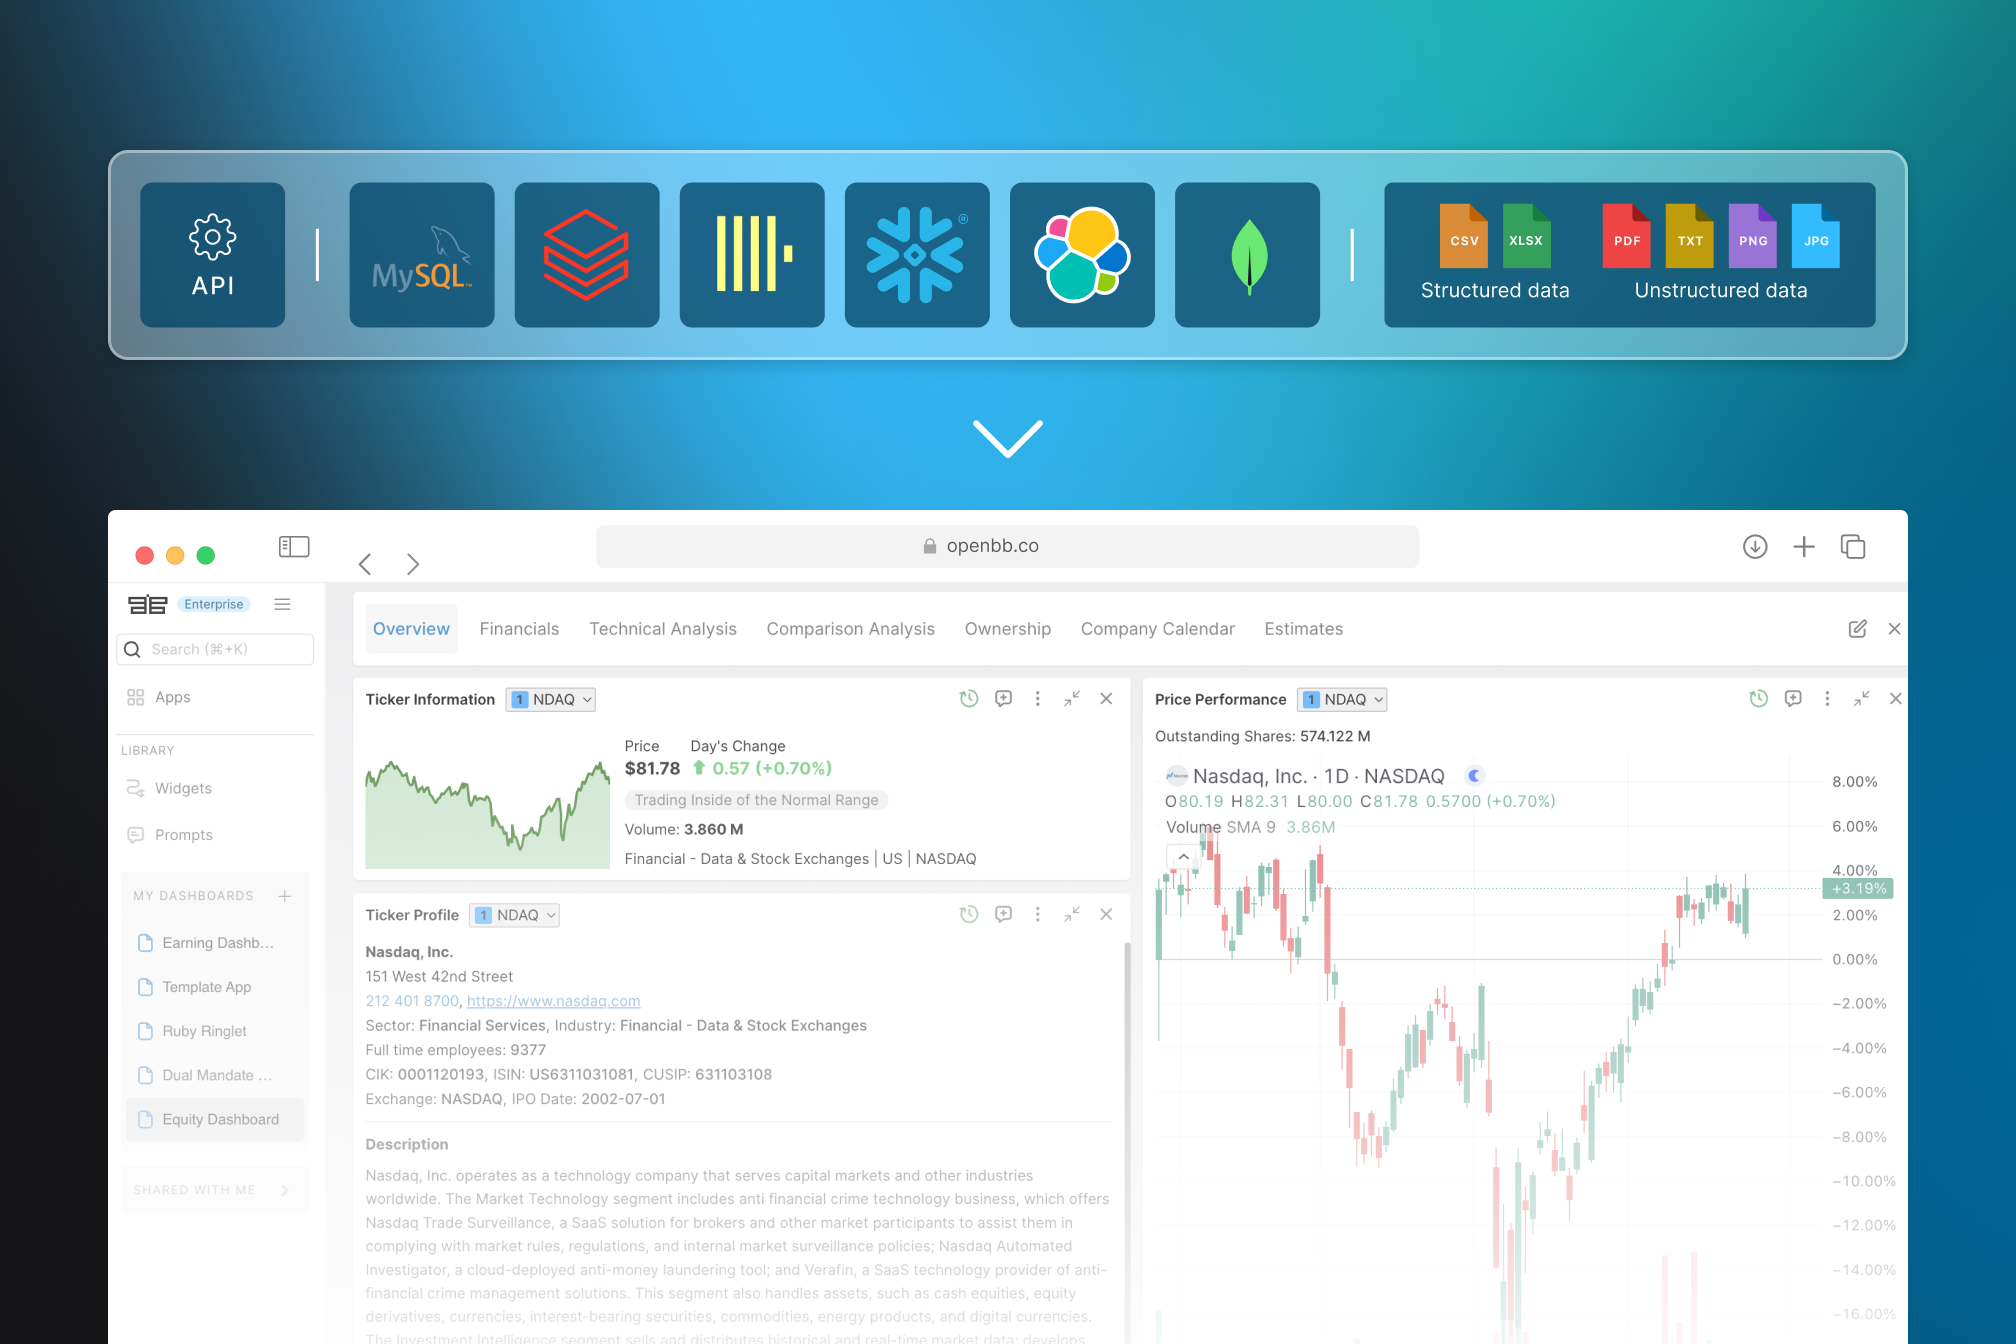 API
MySQL™
®
CSV XLSX
Structured data
PDF TXT PNG JPG
Unstructured data
openbb.co
Enterprise
Search (⌘+K)
Apps
LIBRARY
Widgets
Prompts
MY DASHBOARDS
Earning Dashb...
Template App
Ruby Ringlet
Dual Mandate ...
Equity Dashboard
SHARED WITH ME
Overview Financials Technical Analysis Comparison Analysis Ownership Company Calendar Estimates
Ticker Information 1 NDAQ
Price Day's Change
$81.78 0.57 (+0.70%)
Trading Inside of the Normal Range
Volume: 3.860 M
Financial - Data & Stock Exchanges | US | NASDAQ
Ticker Profile 1 NDAQ
Nasdaq, Inc.
151 West 42nd Street
212 401 8700, https://www.nasdaq.com
Sector: Financial Services, Industry: Financial - Data & Stock Exchanges
Full time employees: 9377
CIK: 0001120193, ISIN: US6311031081, CUSIP: 631103108
Exchange: NASDAQ, IPO Date: 2002-07-01
Description
Nasdaq, Inc. operates as a technology company that serves capital markets and other industries
worldwide. The Market Technology segment includes anti financial crime technology business, which offers
Nasdaq Trade Surveillance, a SaaS solution for brokers and other market participants to assist them in
complying with market rules, regulations, and internal market surveillance policies; Nasdaq Automated
Investigator, a cloud-deployed anti-money laundering tool; and Verafin, a SaaS technology provider of anti-
financial crime management solutions. This segment also handles assets, such as cash equities, equity
derivatives, currencies, interest-bearing securities, commodities, energy products, and digital currencies.
The Investment Intelligence segment sells and distributes historical and real-time market data; develops
Price Performance 1 NDAQ
Outstanding Shares: 574.122 M
Nasdaq, Inc. · 1D · NASDAQ
O80.19 H82.31 L80.00 C81.78 0.5700 (+0.70%)
Volume SMA 9 3.86M
8.00%
6.00%
4.00%
+3.19%
2.00%
0.00%
−2.00%
−4.00%
−6.00%
−8.00%
−10.00%
−12.00%
−14.00%
−16.00%